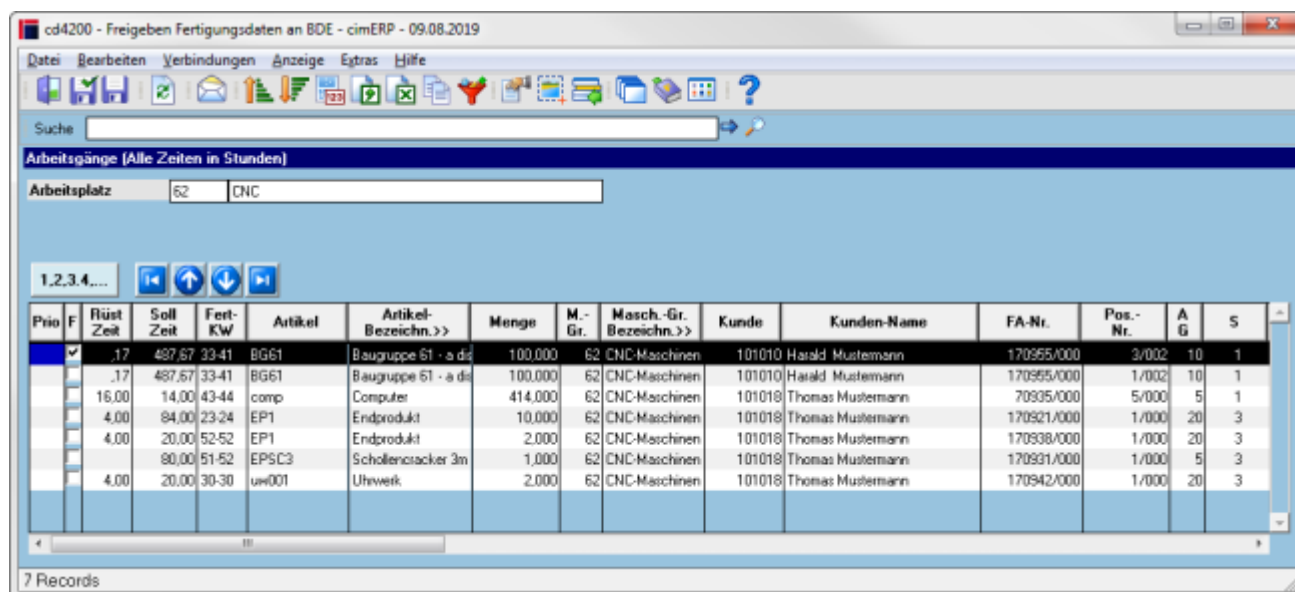 cd4200 - Freigeben Fertigungsdaten an BDE - cimERP - 09.08.2019
Datei Bearbeiten Verbindungen Anzeige Extras Hilfe
123
Suche
Arbeitsgänge (Alle Zeiten in Stunden)
Arbeitsplatz 62 CNC
1,2,3,4,...
Prio F Rüst Zeit Soll Zeit Fert-KW Artikel Artikel-Bezeichn.>> Menge M.-Gr. Masch.-Gr. Bezeichn.>> Kunde Kunden-Name FA-Nr. Pos.-Nr. A G S
,17 487,67 33-41 BG61 Baugruppe 61 - a dis 100,000 62 CNC-Maschinen 101010 Harald Mustermann 170955/000 3/002 10 1
,17 487,67 33-41 BG61 Baugruppe 61 - a dis 100,000 62 CNC-Maschinen 101010 Harald Mustermann 170955/000 1/002 10 1
16,00 14,00 43-44 comp Computer 414,000 62 CNC-Maschinen 101018 Thomas Mustermann 70935/000 5/000 5 1
4,00 84,00 23-24 EP1 Endprodukt 10,000 62 CNC-Maschinen 101018 Thomas Mustermann 170921/000 1/000 20 3
4,00 20,00 52-52 EP1 Endprodukt 2,000 62 CNC-Maschinen 101018 Thomas Mustermann 170938/000 1/000 20 3
80,00 51-52 EPSC3 Schollencracker 3m 1,000 62 CNC-Maschinen 101018 Thomas Mustermann 170931/000 1/000 5 3
4,00 20,00 30-30 Uhrwerk 2,000 62 CNC-Maschinen 101018 Thomas Mustermann 170942/000 1/000 20 3
7 Records